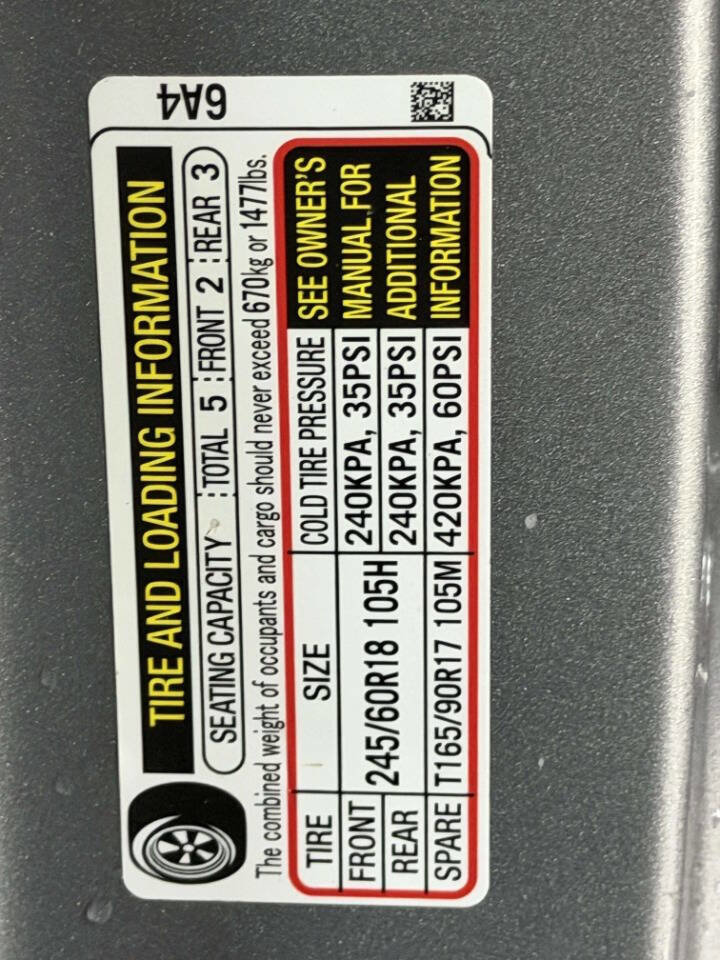 6A4
TIRE AND LOADING INFORMATION
SEATING CAPACITY TOTAL 5 FRONT 2 REAR 3
The combined weight of occupants and cargo should never exceed 670kg or 1477lbs.
TIRE SIZE COLD TIRE PRESSURE SEE OWNER'S
FRONT 245/60R18 105H 240KPA, 35PSI MANUAL FOR
REAR 240KPA, 35PSI ADDITIONAL
SPARE T165/90R17 105M 420KPA, 60PSI INFORMATION